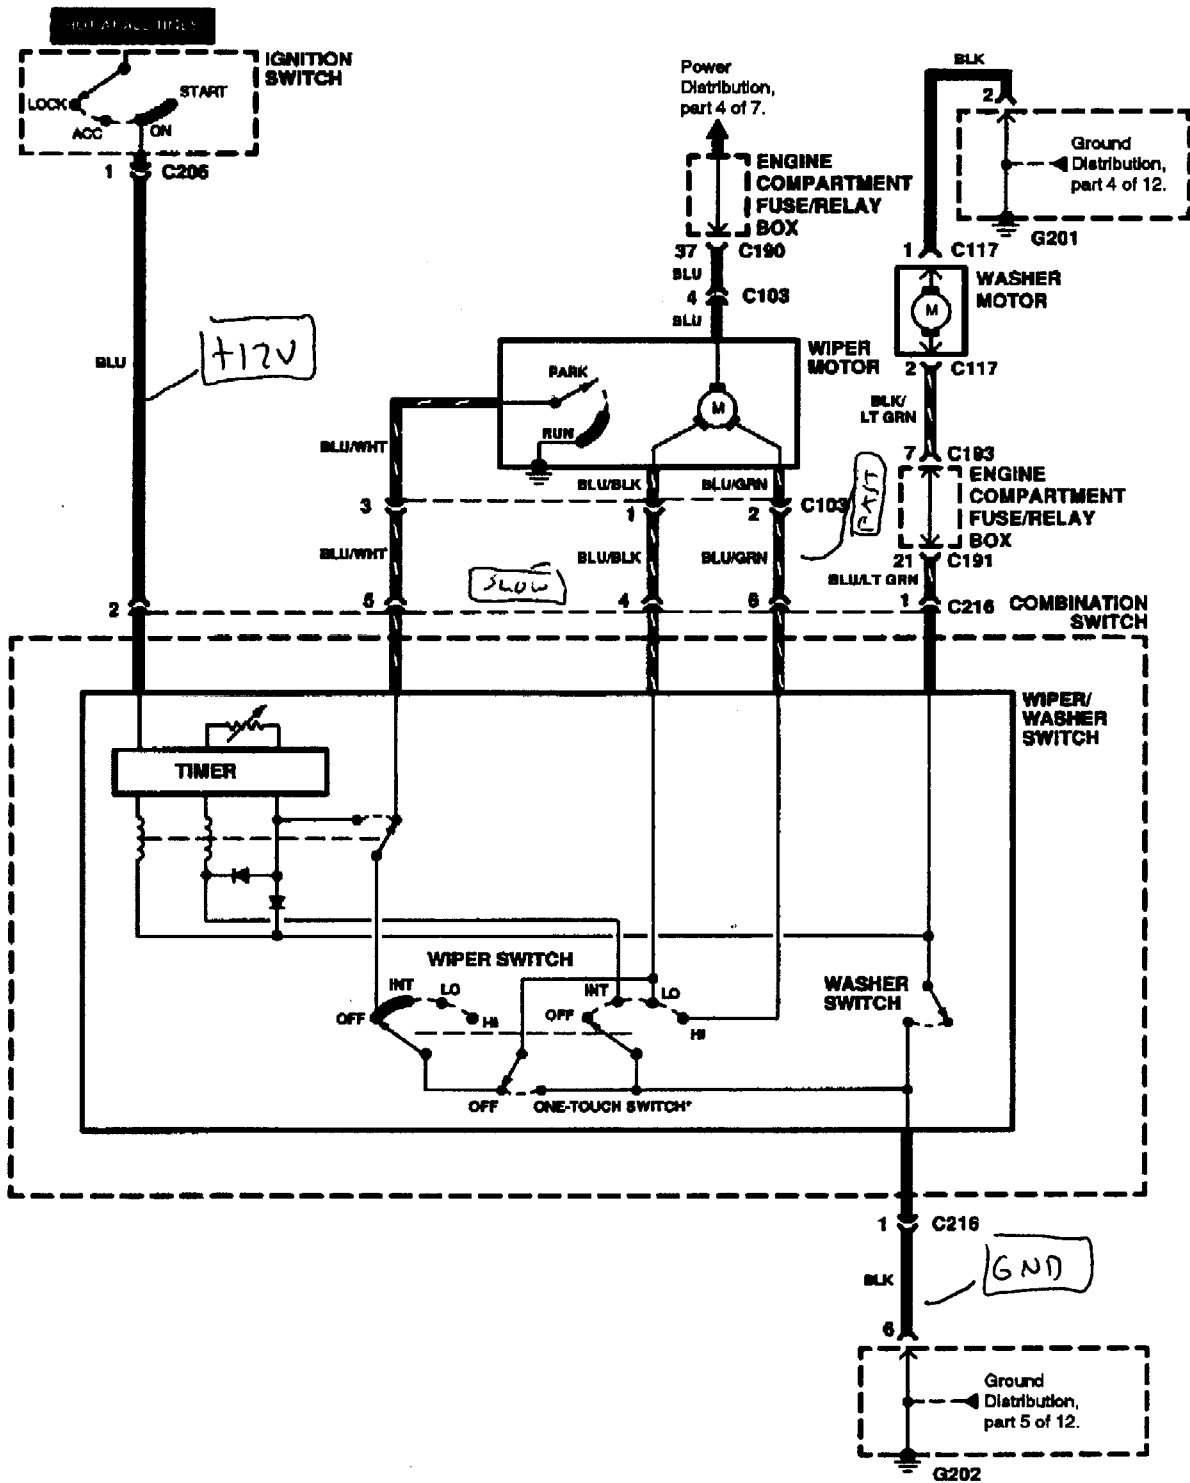 HOT AT ALL TIMES
IGNITION
SWITCH
LOCK
START
ACC
ON
1
C205
BLU
+12V
Power
Distribution,
part 4 of 7.
ENGINE
COMPARTMENT
FUSE/RELAY
BOX
37
C190
BLU
4
C103
BLU
BLK
2
Ground
Distribution,
part 4 of 12.
G201
1
C117
WASHER
MOTOR
M
2
C117
BLK/
LT GRN
7
C193
ENGINE
COMPARTMENT
FUSE/RELAY
BOX
21
C191
BLU/LT GRN
1
C216
WIPER
MOTOR
PARK
RUN
M
BLU/WHT
BLU/BLK
BLU/GRN
3
1
2
C103
FAST
BLU/WHT
BLU/BLK
BLU/GRN
SLOW
2
5
4
6
COMBINATION
SWITCH
WIPER/
WASHER
SWITCH
TIMER
WIPER SWITCH
INT
LO
OFF
HI
INT
LO
OFF
HI
WASHER
SWITCH
OFF
ONE-TOUCH SWITCH*
1
C216
BLK
GND
6
Ground
Distribution,
part 5 of 12.
G202